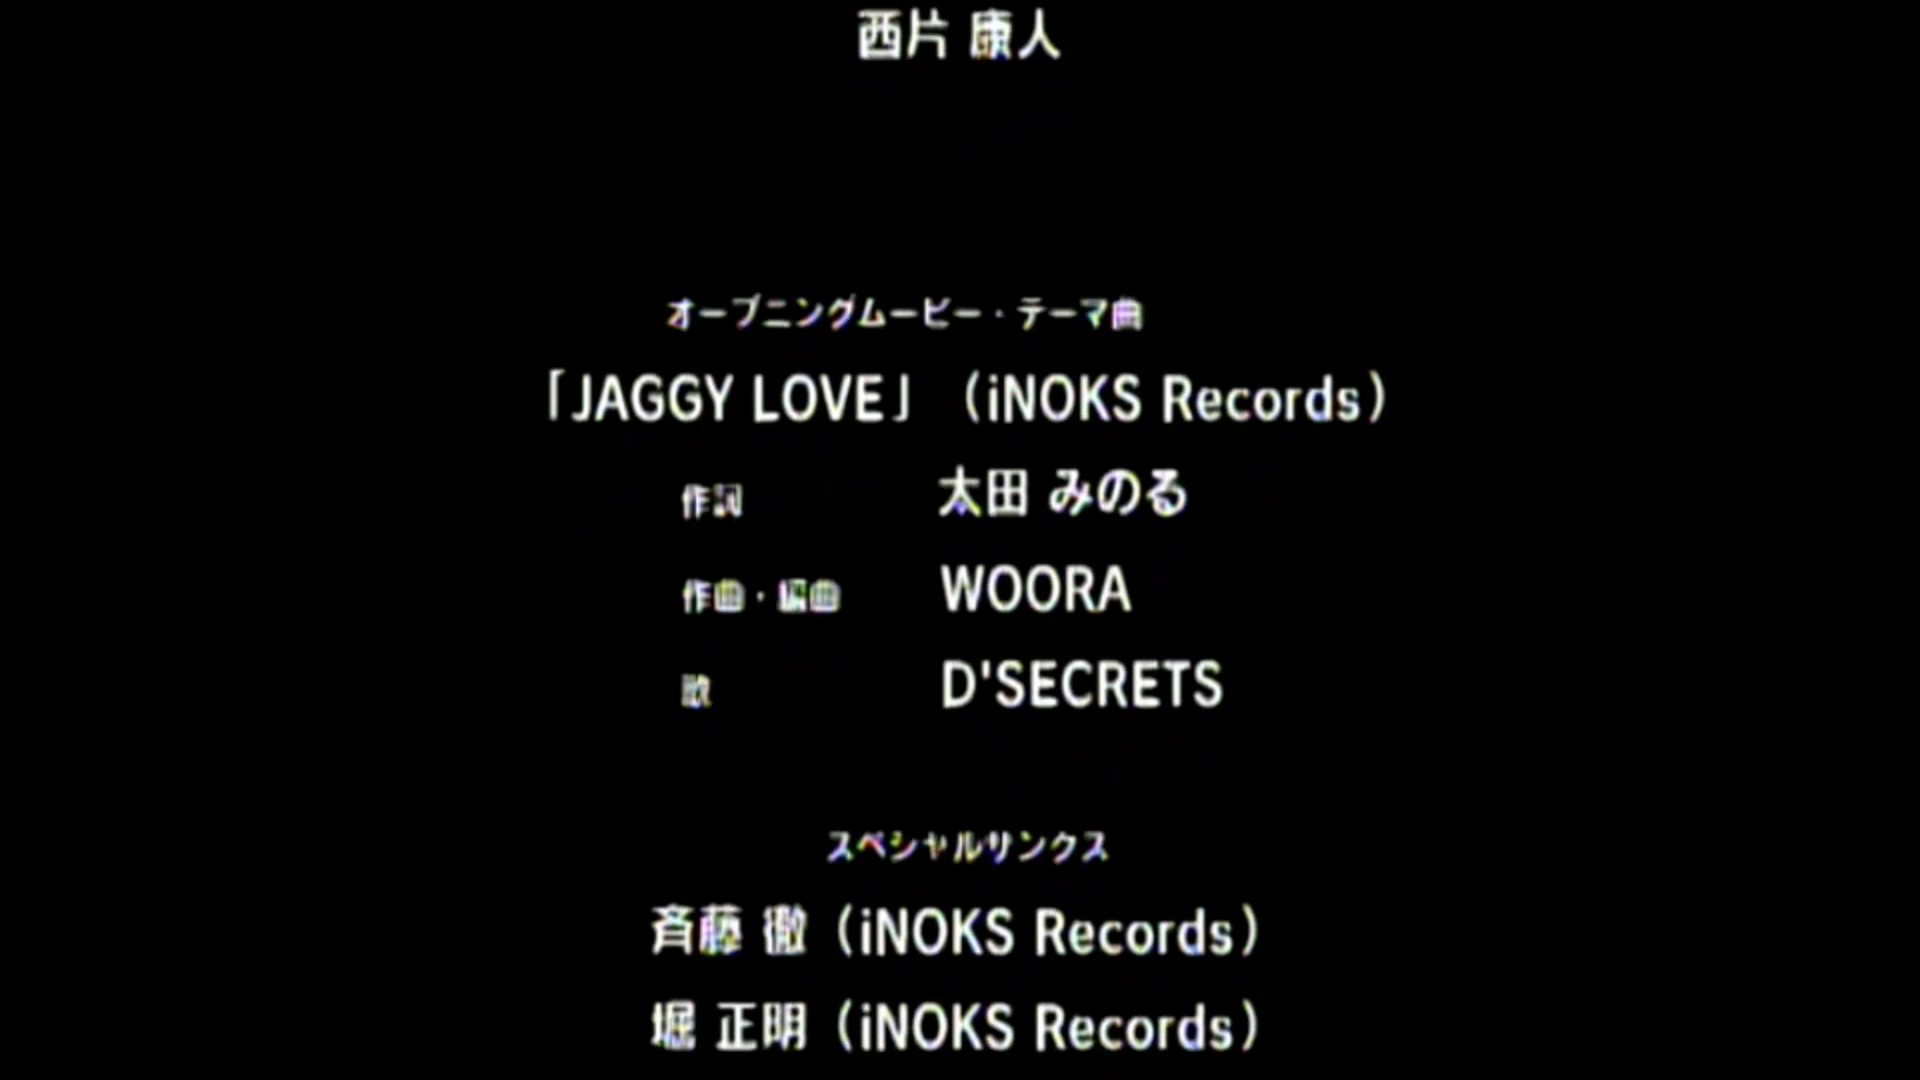 西片 康人
オープニングムービー・テーマ曲
「JAGGY LOVE」（iNOKS Records）
作詞 太田 みのる
作曲・編曲 WOORA
歌 D'SECRETS
スペシャルサンクス
斉藤 徹（iNOKS Records）
堀 正明（iNOKS Records）